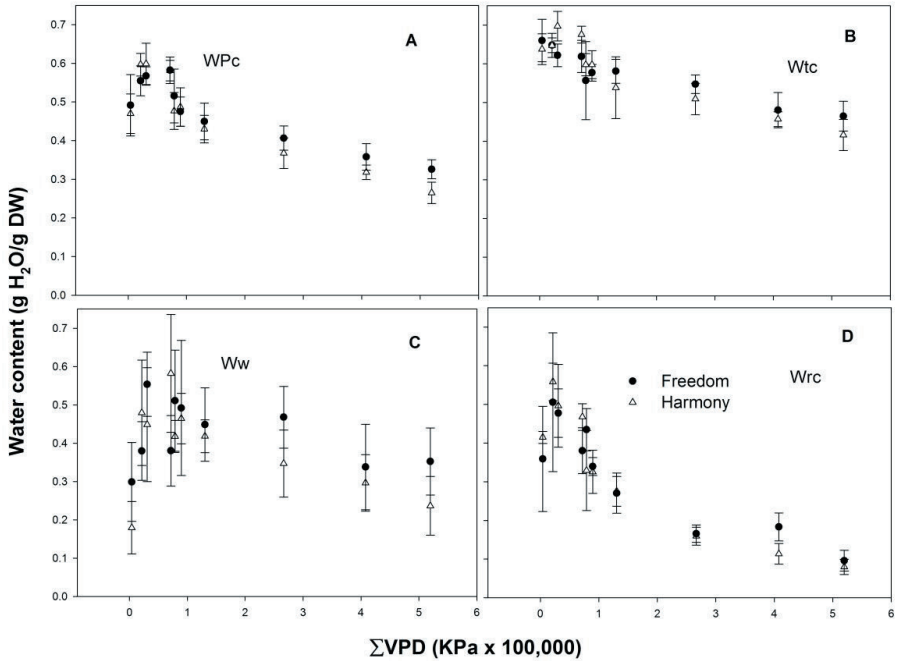 0.7
0.6
0.5
0.4
0.3
0.2
0.1
0.0
A
WPc
B
Wtc
0.7
0.6
0.5
0.4
0.3
0.2
0.1
0.0
C
Ww
D
Wrc
Freedom
Harmony
0 1 2 3 4 5 6
0 1 2 3 4 5 6
Water content (g H₂O/g DW)
∑VPD (KPa x 100,000)